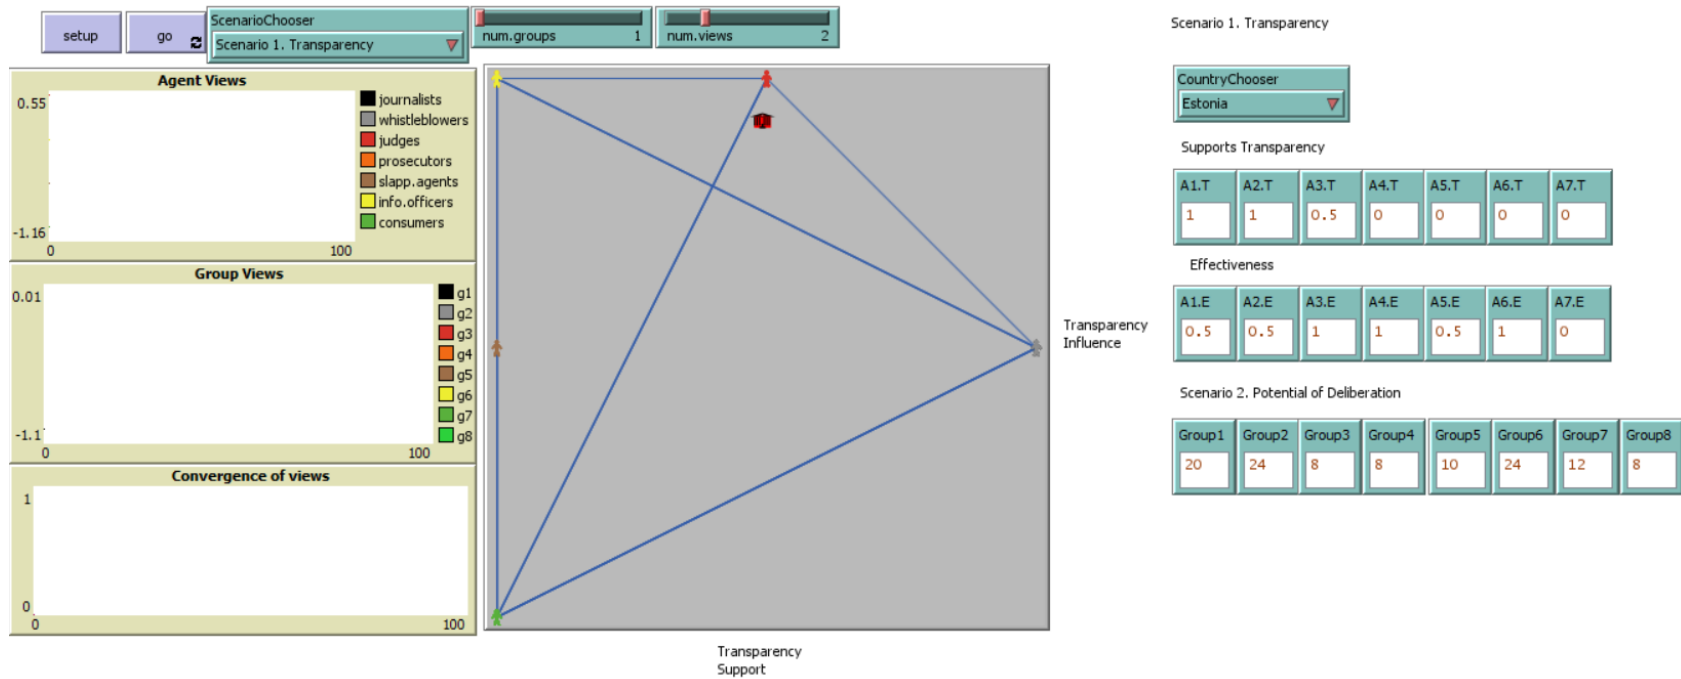 setup
go
ScenarioChooser
Scenario 1. Transparency
num.groups 1
num.views 2
Agent Views
0.55
-1.16
0 100
journalists
whistleblowers
judges
prosecutors
slapp.agents
info.officers
consumers
Group Views
0.01
-1.1
0 100
g1
g2
g3
g4
g5
g6
g7
g8
Convergence of views
1
0
0 100
Transparency
Support
Transparency
Influence
Scenario 1. Transparency
CountryChooser
Estonia
Supports Transparency
A1.T A2.T A3.T A4.T A5.T A6.T A7.T
1 1 0.5 0 0 0 0
Effectiveness
A1.E A2.E A3.E A4.E A5.E A6.E A7.E
0.5 0.5 1 1 0.5 1 0
Scenario 2. Potential of Deliberation
Group1 Group2 Group3 Group4 Group5 Group6 Group7 Group8
20 24 8 8 10 24 12 8